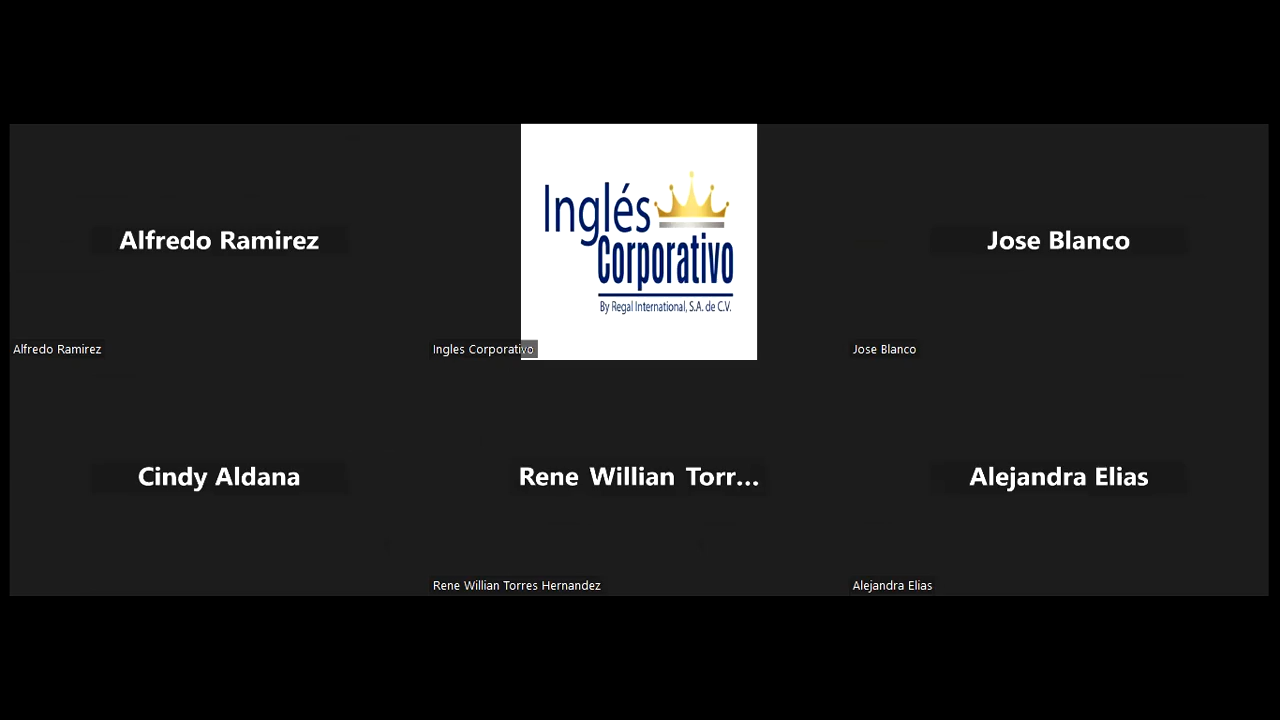 Alfredo Ramirez
Inglés
Corporativo
By Regal International, S.A. de C.V.
Jose Blanco
Alfredo Ramirez
Ingles Corporativo
Jose Blanco
Cindy Aldana
Rene Willian Torr...
Alejandra Elias
Rene Willian Torres Hernandez
Alejandra Elias